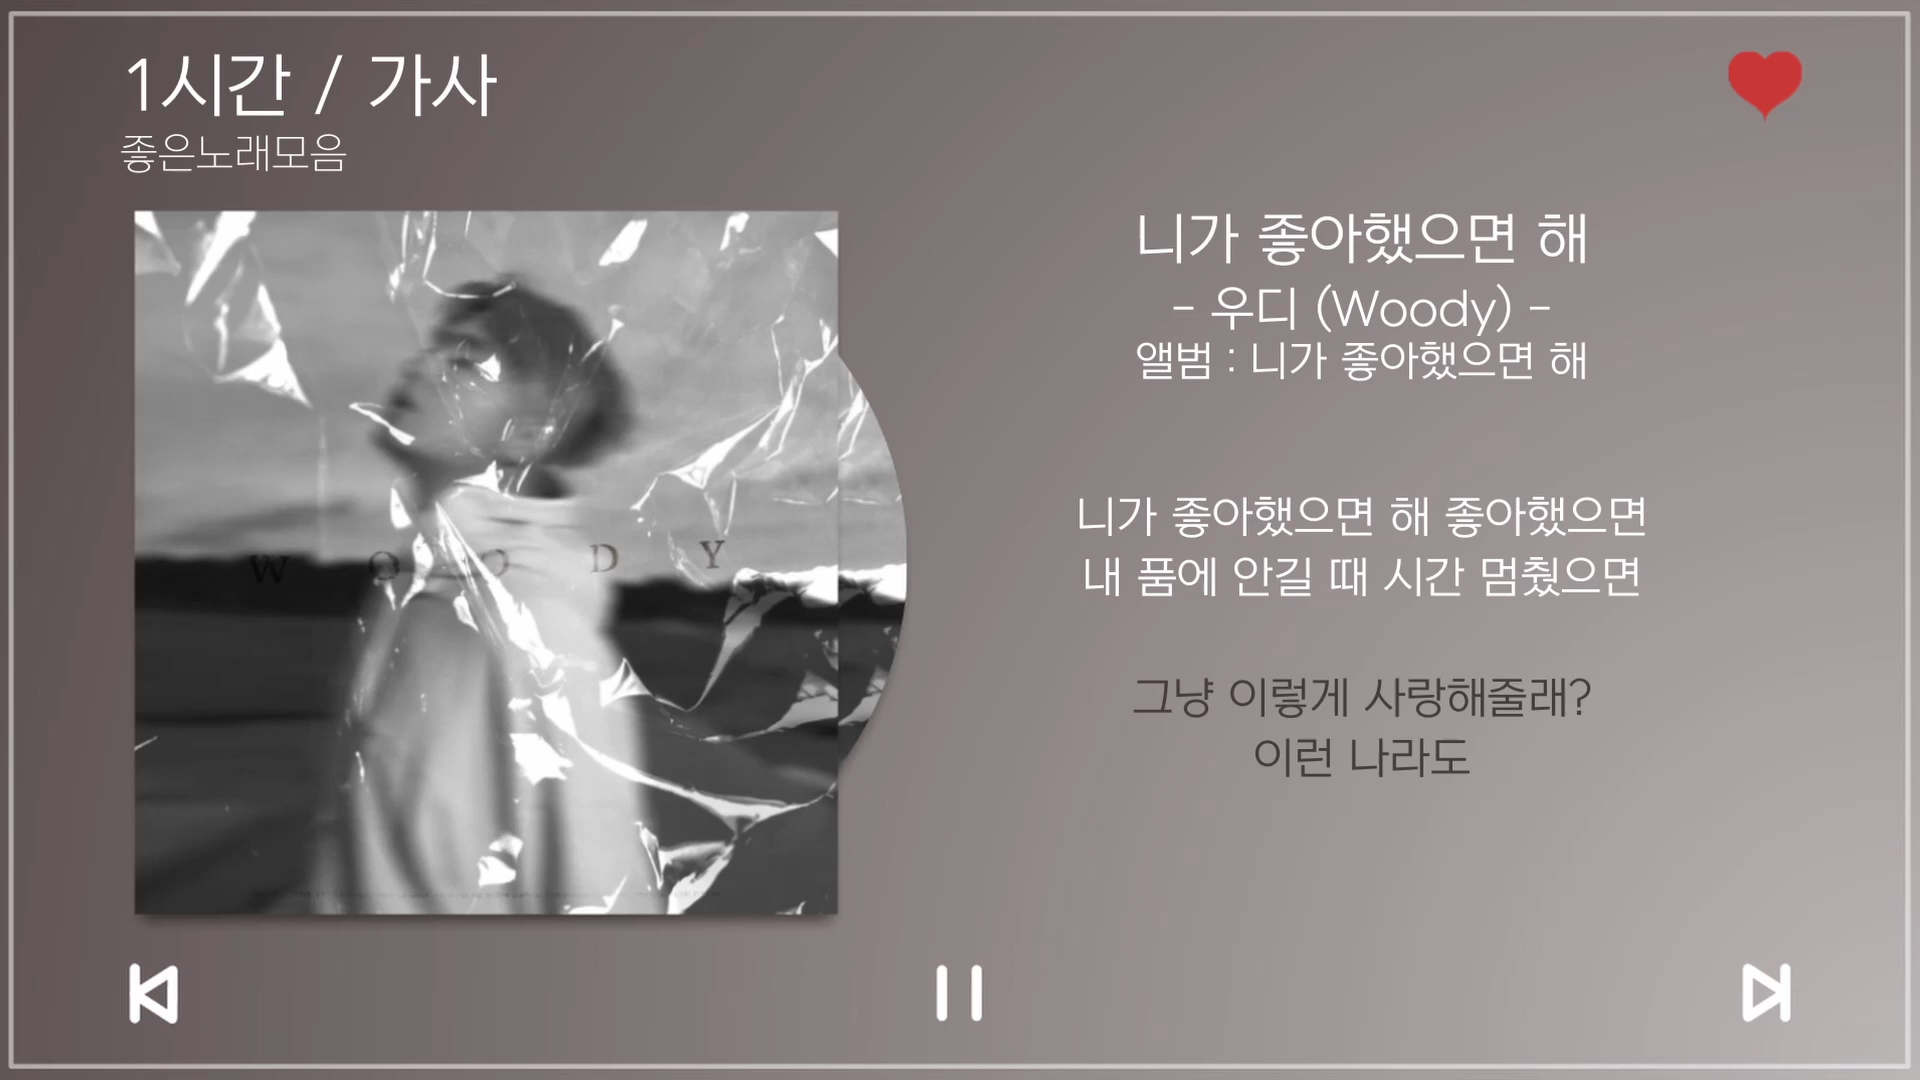 1시간 / 가사
좋은노래모음
니가 좋아했으면 해
- 우디 (Woody) -
앨범 : 니가 좋아했으면 해
W O O D Y
니가 좋아했으면 해 좋아했으면
내 품에 안길 때 시간 멈췄으면
그냥 이렇게 사랑해줄래?
이런 나라도